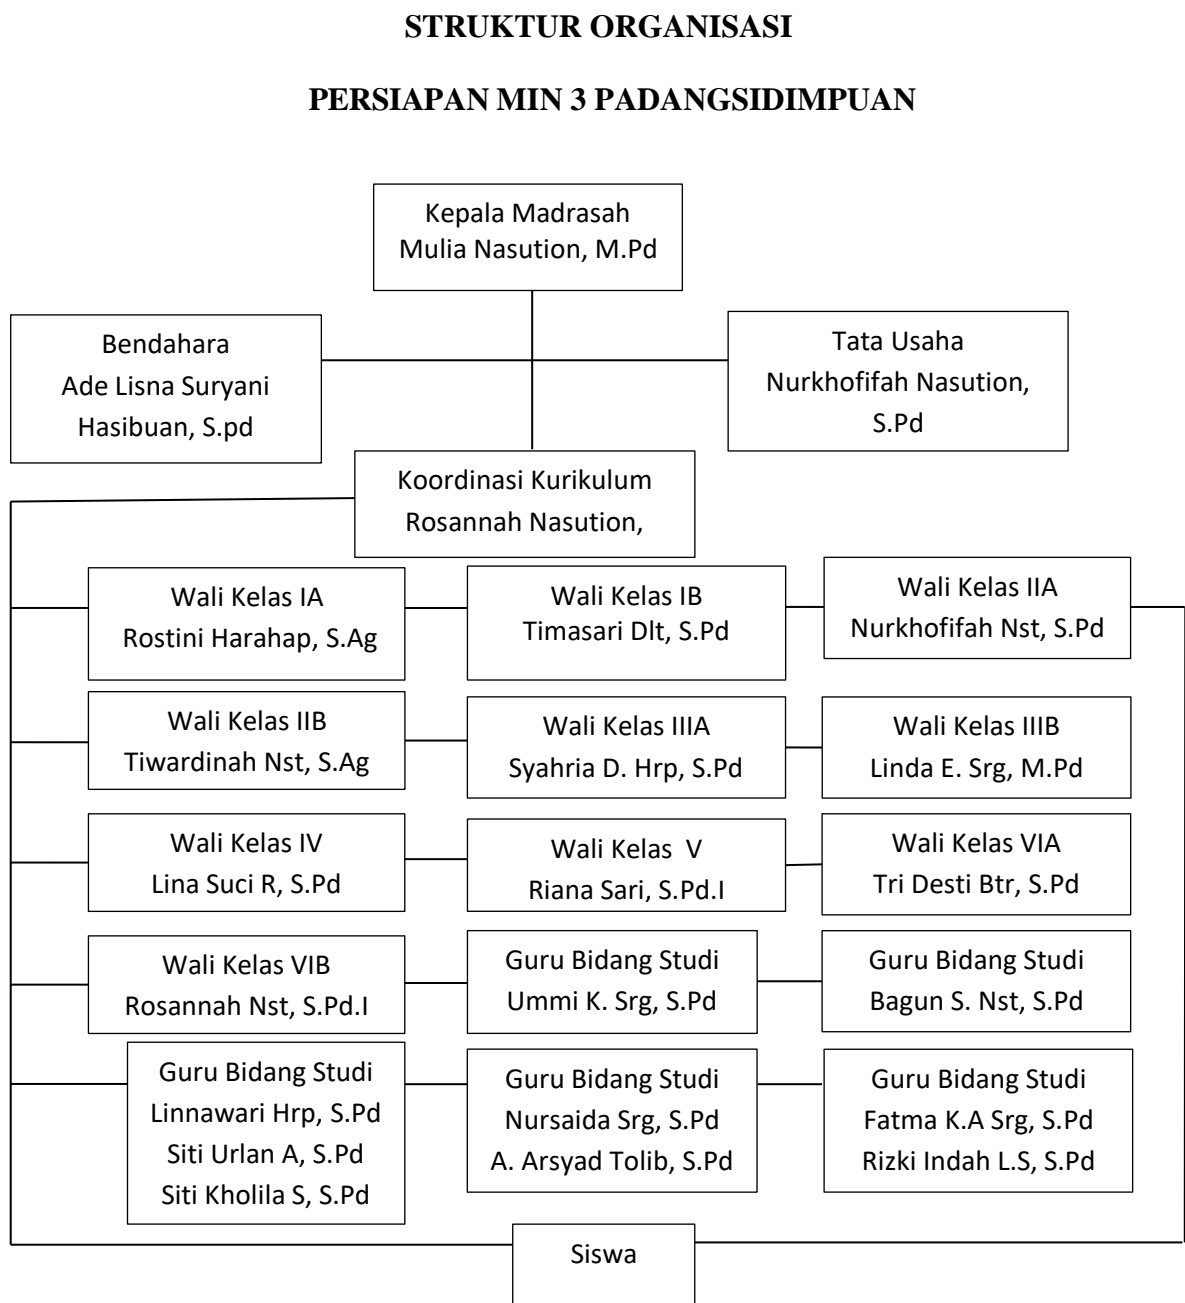 STRUKTUR ORGANISASI
PERSIAPAN MIN 3 PADANGSIDIMPUAN
Kepala Madrasah
Mulia Nasution, M.Pd
Bendahara
Ade Lisna Suryani
Hasibuan, S.pd
Tata Usaha
Nurkhofifah Nasution,
S.Pd
Koordinasi Kurikulum
Rosannah Nasution,
Wali Kelas IA
Rostini Harahap, S.Ag
Wali Kelas IB
Timasari Dlt, S.Pd
Wali Kelas IIA
Nurkhofifah Nst, S.Pd
Wali Kelas IIB
Tiwardinah Nst, S.Ag
Wali Kelas IIIA
Syahria D. Hrp, S.Pd
Wali Kelas IIIB
Linda E. Srg, M.Pd
Wali Kelas IV
Lina Suci R, S.Pd
Wali Kelas  V
Riana Sari, S.Pd.I
Wali Kelas VIA
Tri Desti Btr, S.Pd
Wali Kelas VIB
Rosannah Nst, S.Pd.I
Guru Bidang Studi
Ummi K. Srg, S.Pd
Guru Bidang Studi
Bagun S. Nst, S.Pd
Guru Bidang Studi
Linnawari Hrp, S.Pd
Siti Urlan A, S.Pd
Siti Kholila S, S.Pd
Guru Bidang Studi
Nursaida Srg, S.Pd
A. Arsyad Tolib, S.Pd
Guru Bidang Studi
Fatma K.A Srg, S.Pd
Rizki Indah L.S, S.Pd
Siswa